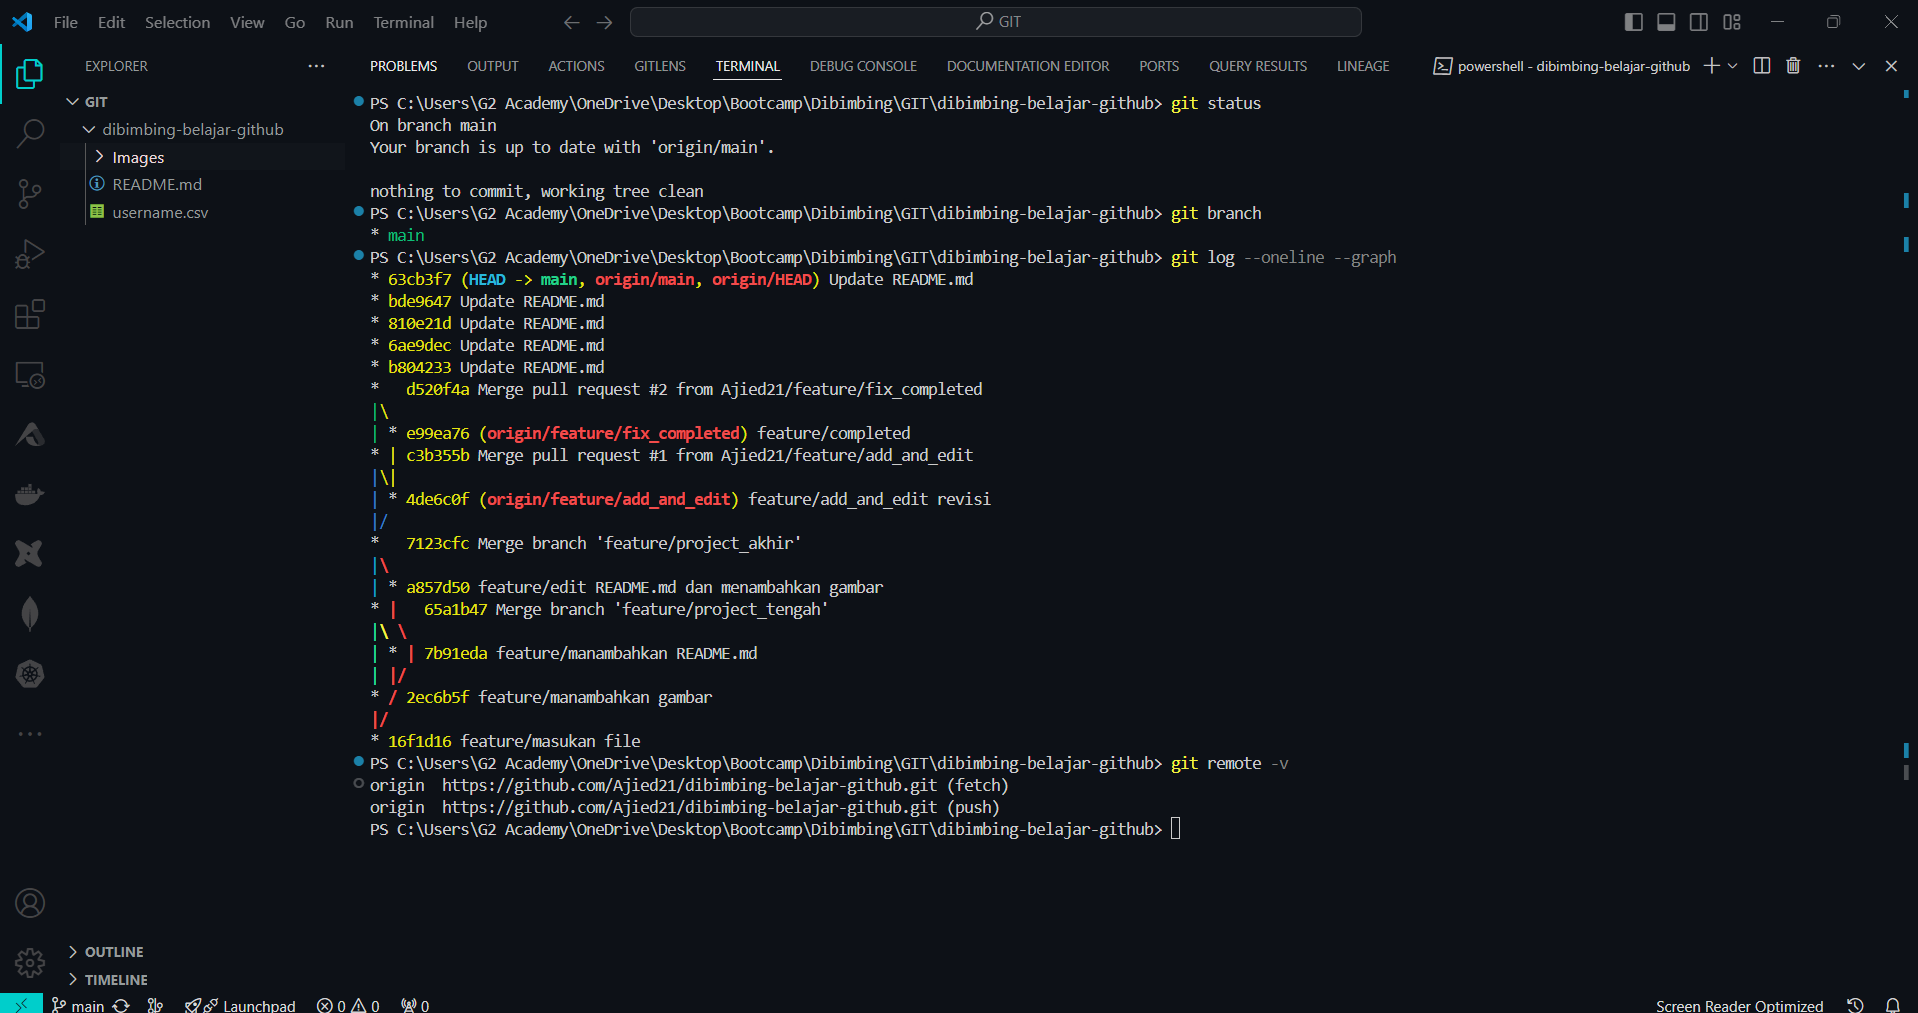 File Edit Selection View Go Run Terminal Help
GIT
EXPLORER
PROBLEMS OUTPUT ACTIONS GITLENS TERMINAL DEBUG CONSOLE DOCUMENTATION EDITOR PORTS QUERY RESULTS LINEAGE
powershell - dibimbing-belajar-github
GIT
dibimbing-belajar-github
Images
README.md
username.csv
PS C:\Users\G2 Academy\OneDrive\Desktop\Bootcamp\Dibimbing\GIT\dibimbing-belajar-github> git status
On branch main
Your branch is up to date with 'origin/main'.
nothing to commit, working tree clean
PS C:\Users\G2 Academy\OneDrive\Desktop\Bootcamp\Dibimbing\GIT\dibimbing-belajar-github> git branch
* main
PS C:\Users\G2 Academy\OneDrive\Desktop\Bootcamp\Dibimbing\GIT\dibimbing-belajar-github> git log --oneline --graph
* 63cb3f7 (HEAD -> main, origin/main, origin/HEAD) Update README.md
* bde9647 Update README.md
* 810e21d Update README.md
* 6ae9dec Update README.md
* b804233 Update README.md
*   d520f4a Merge pull request #2 from Ajied21/feature/fix_completed
|\
| * e99ea76 (origin/feature/fix_completed) feature/completed
* | c3b355b Merge pull request #1 from Ajied21/feature/add_and_edit
|\|
| * 4de6c0f (origin/feature/add_and_edit) feature/add_and_edit revisi
|/
*   7123cfc Merge branch 'feature/project_akhir'
|\
| * a857d50 feature/edit README.md dan menambahkan gambar
* |   65a1b47 Merge branch 'feature/project_tengah'
|\ \
| * | 7b91eda feature/manambahkan README.md
| |/
* / 2ec6b5f feature/manambahkan gambar
|/
* 16f1d16 feature/masukan file
PS C:\Users\G2 Academy\OneDrive\Desktop\Bootcamp\Dibimbing\GIT\dibimbing-belajar-github> git remote -v
origin  https://github.com/Ajied21/dibimbing-belajar-github.git (fetch)
origin  https://github.com/Ajied21/dibimbing-belajar-github.git (push)
PS C:\Users\G2 Academy\OneDrive\Desktop\Bootcamp\Dibimbing\GIT\dibimbing-belajar-github>
OUTLINE
TIMELINE
main Launchpad 0 0 0 Screen Reader Optimized